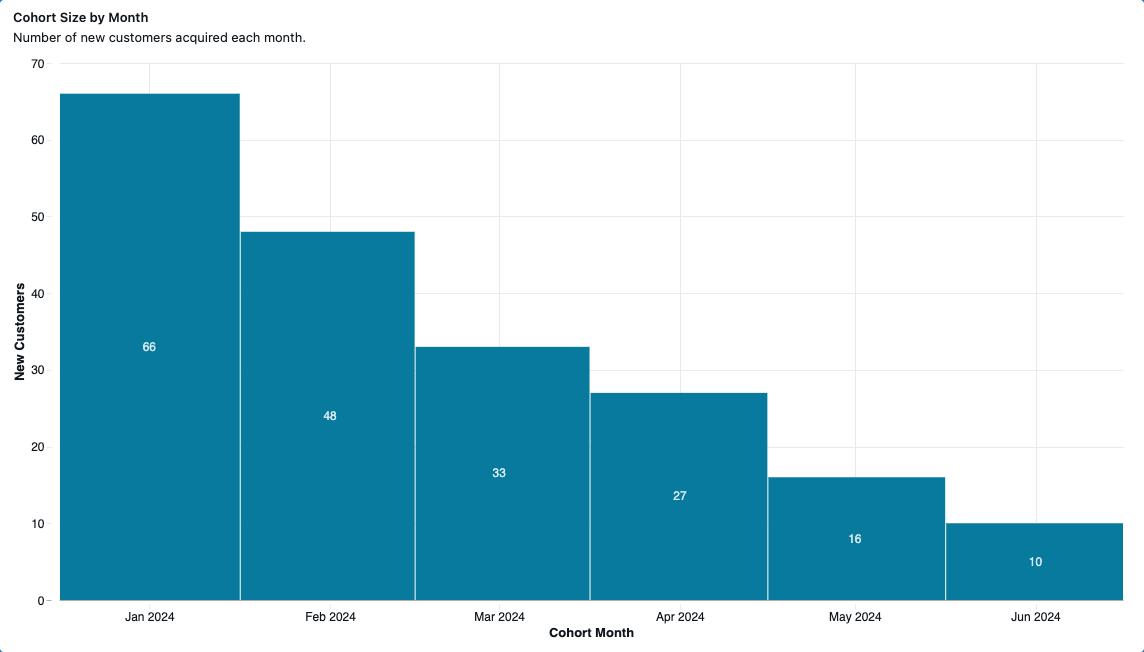 Cohort Size by Month
Number of new customers acquired each month.
70
60
50
40
30
20
10
0
New Customers
66
48
33
27
16
10
Jan 2024
Feb 2024
Mar 2024
Apr 2024
May 2024
Jun 2024
Cohort Month